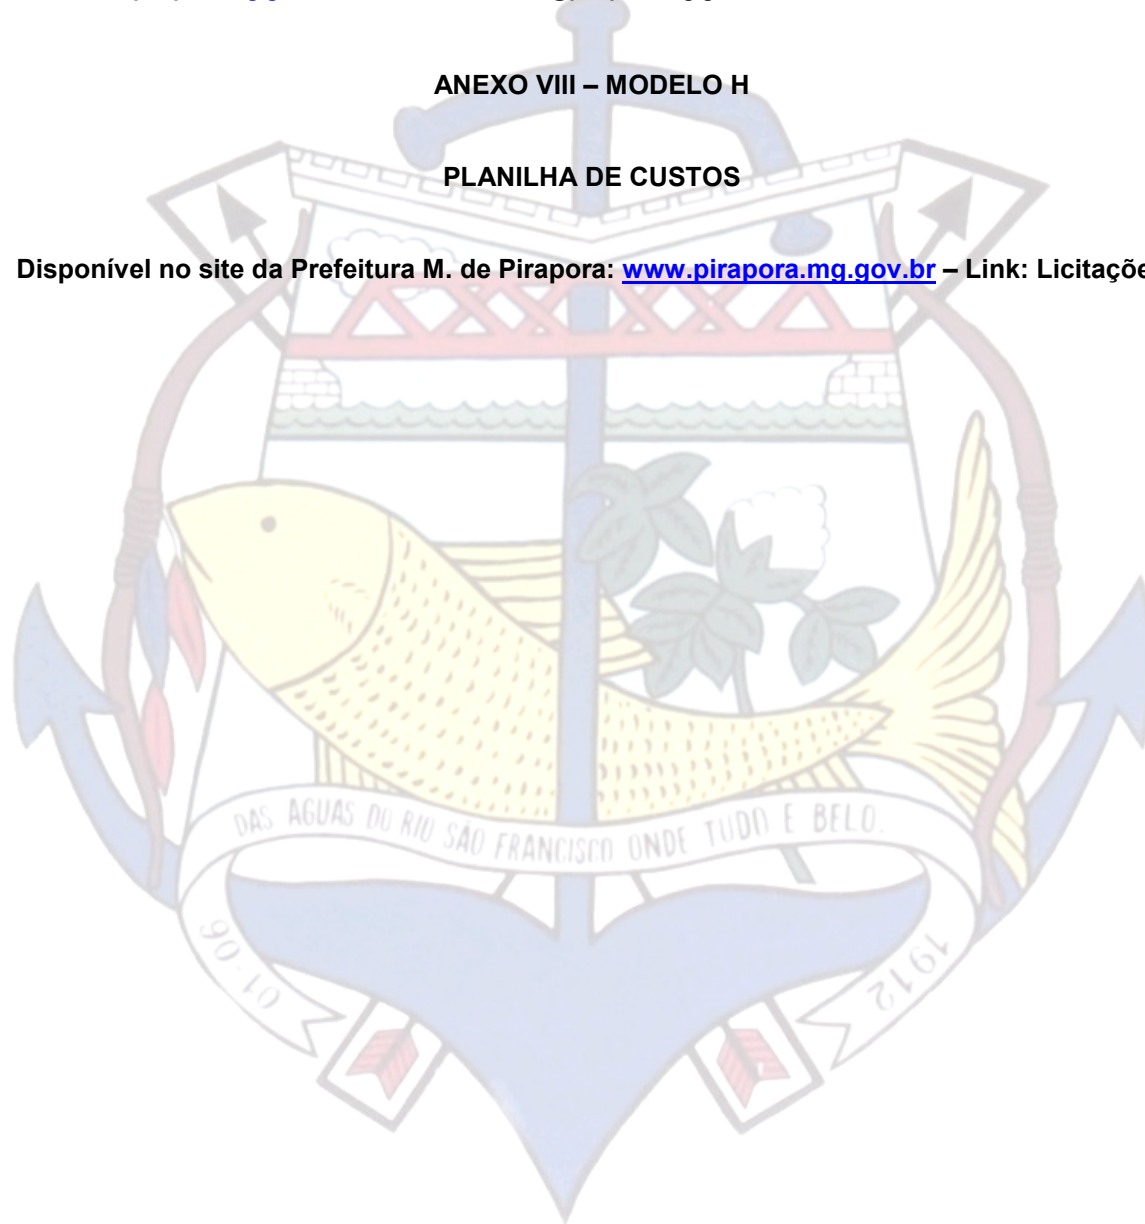 ANEXO VIII – MODELO H
PLANILHA DE CUSTOS
Disponível no site da Prefeitura M. de Pirapora: www.pirapora.mg.gov.br – Link: Licitaçõe
DAS AGUAS DO RIO SÃO FRANCISCO ONDE TUDO E BELO.
01-06
1912